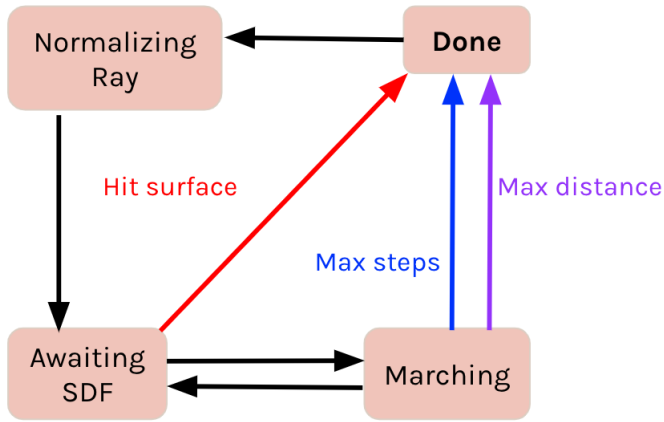 Normalizing
Ray
Done
Hit surface
Max distance
Max steps
Awaiting
SDF
Marching